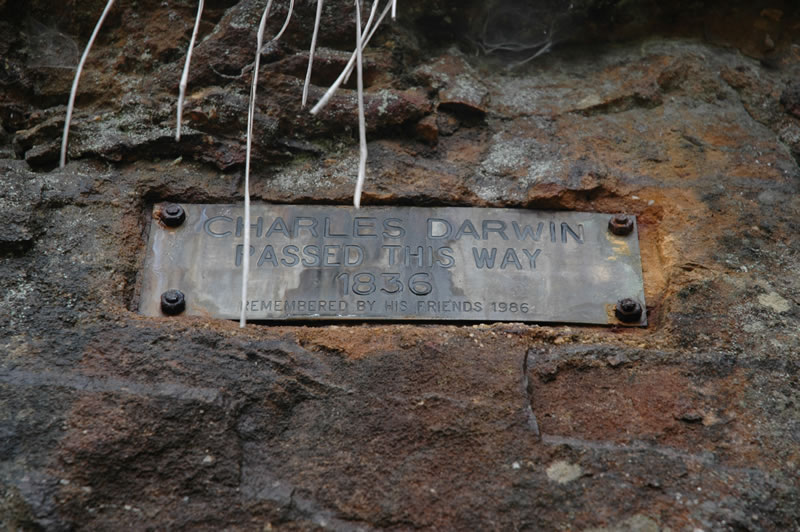 CHARLES DARWIN
PASSED THIS WAY
1836
REMEMBERED BY HIS FRIENDS 1986